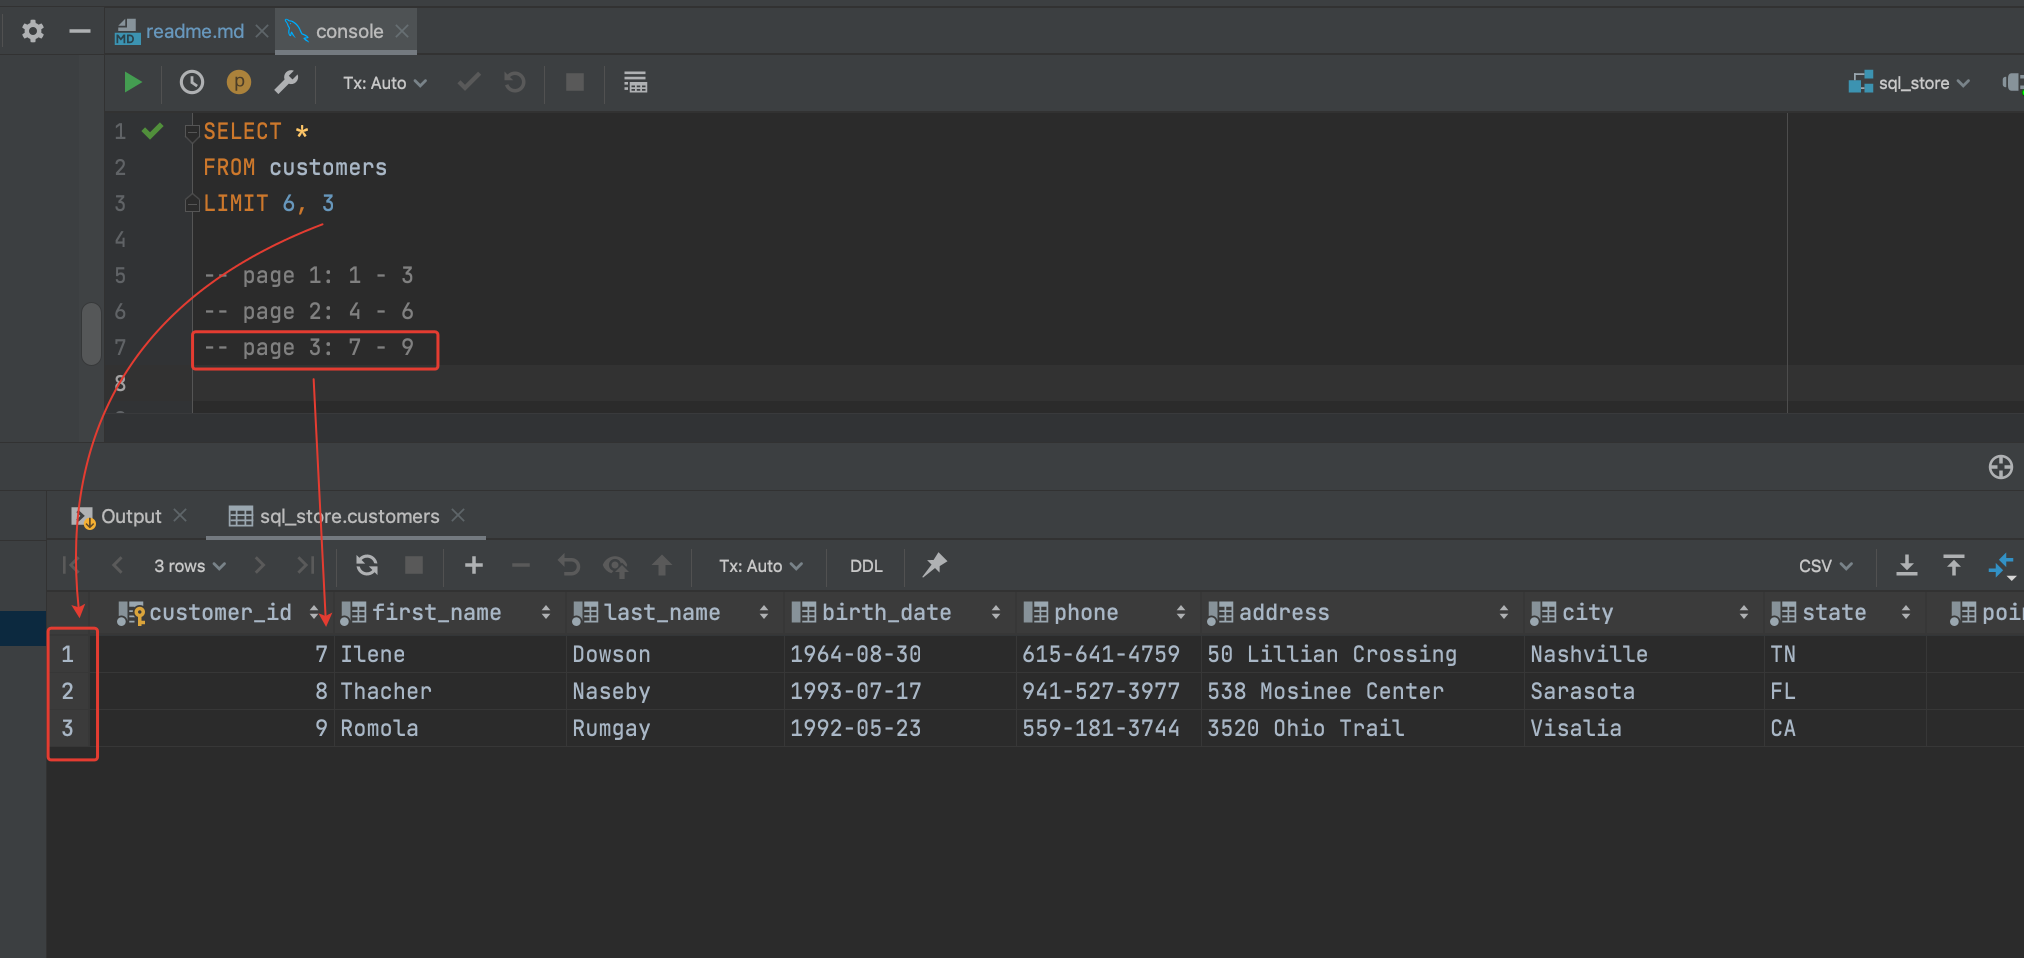 readme.md console
Tx: Auto sql_store
1 SELECT *
2 FROM customers
3 LIMIT 6, 3
4
5 -- page 1: 1 - 3
6 -- page 2: 4 - 6
7 -- page 3: 7 - 9
8
Output sql_store.customers
3 rows Tx: Auto DDL CSV
customer_id first_name last_name birth_date phone address city state poi
1 7 Ilene Dowson 1964-08-30 615-641-4759 50 Lillian Crossing Nashville TN
2 8 Thacher Naseby 1993-07-17 941-527-3977 538 Mosinee Center Sarasota FL
3 9 Romola Rumgay 1992-05-23 559-181-3744 3520 Ohio Trail Visalia CA